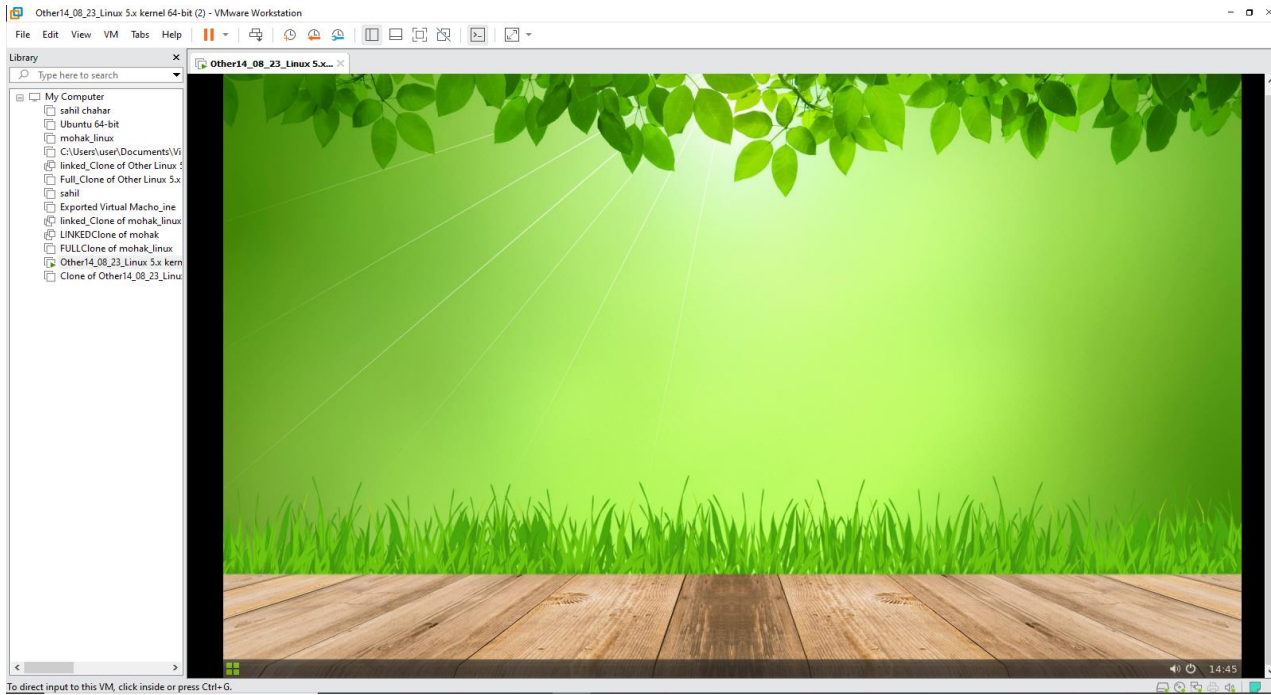 Other14_08_23_Linux 5.x kernel 64-bit (2) - VMware Workstation
File Edit View VM Tabs Help
Library
Type here to search
Other14_08_23_Linux 5.x...
My Computer
sahil chahar
Ubuntu 64-bit
mohak_linux
C:\Users\user\Documents\Vi
linked_Clone of Other Linux 5
Full_Clone of Other Linux 5.x
sahil
Exported Virtual Macho_ine
linked_Clone of mohak_linux
LINKEDClone of mohak
FULLClone of mohak_linux
Other14_08_23_Linux 5.x kern
Clone of Other14_08_23_Linu
14:45
To direct input to this VM, click inside or press Ctrl+G.